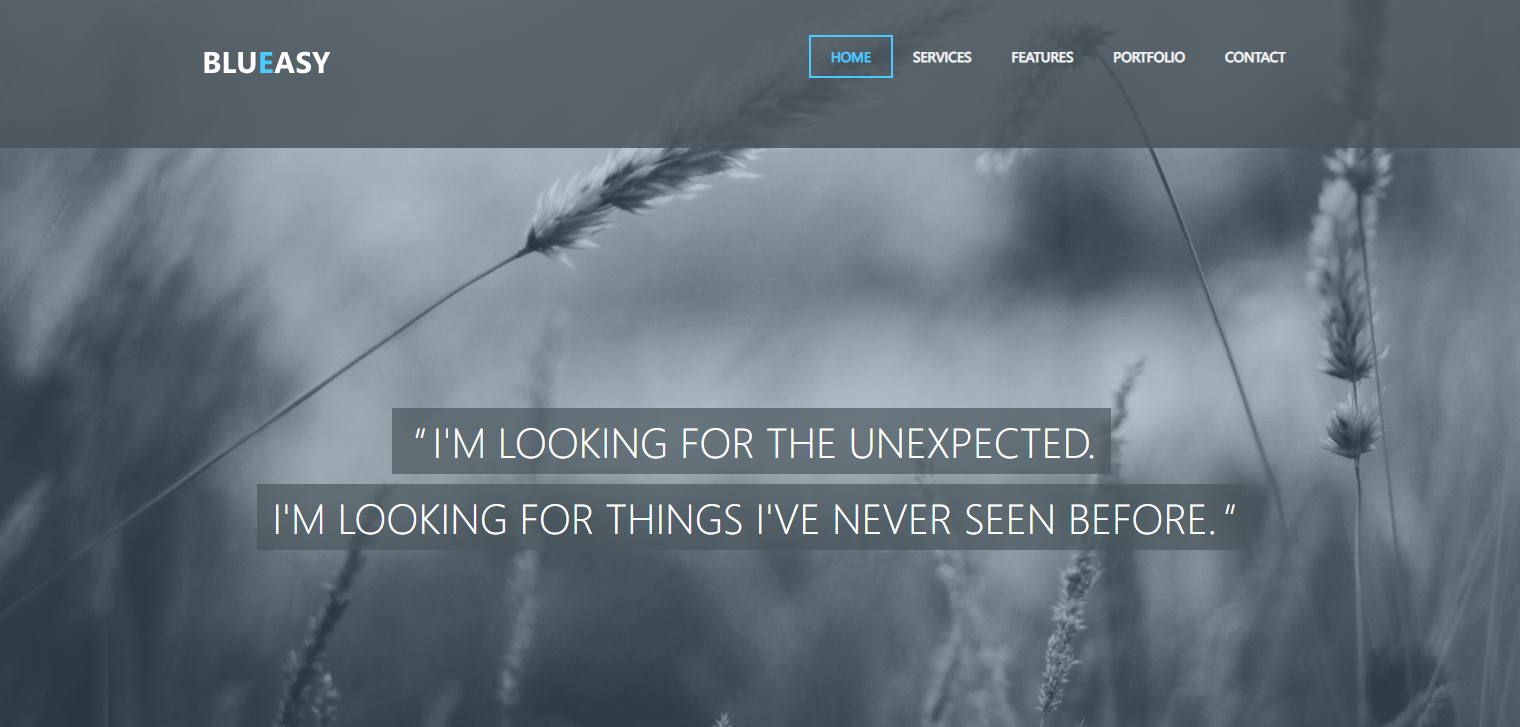 BLUEASY
HOME SERVICES FEATURES PORTFOLIO CONTACT
“ I'M LOOKING FOR THE UNEXPECTED.
I'M LOOKING FOR THINGS I'VE NEVER SEEN BEFORE. “